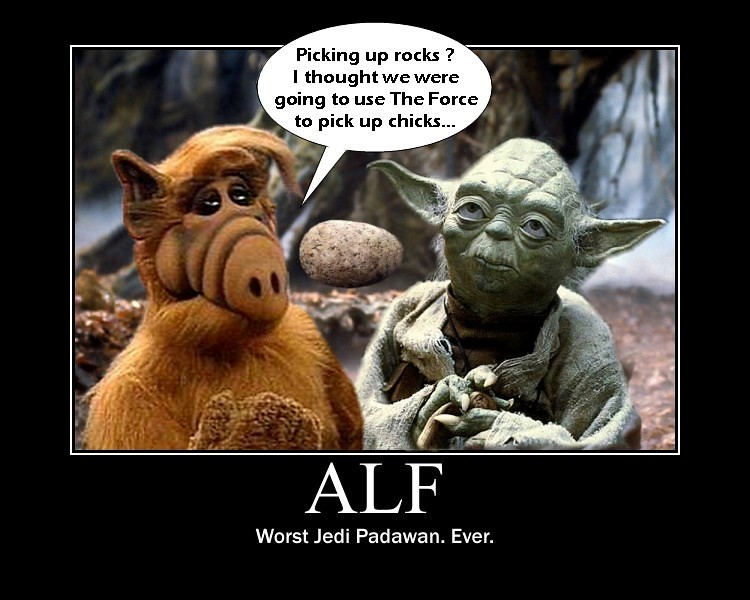 Picking up rocks ?
I thought we were
going to use The Force
to pick up chicks...
ALF
Worst Jedi Padawan. Ever.